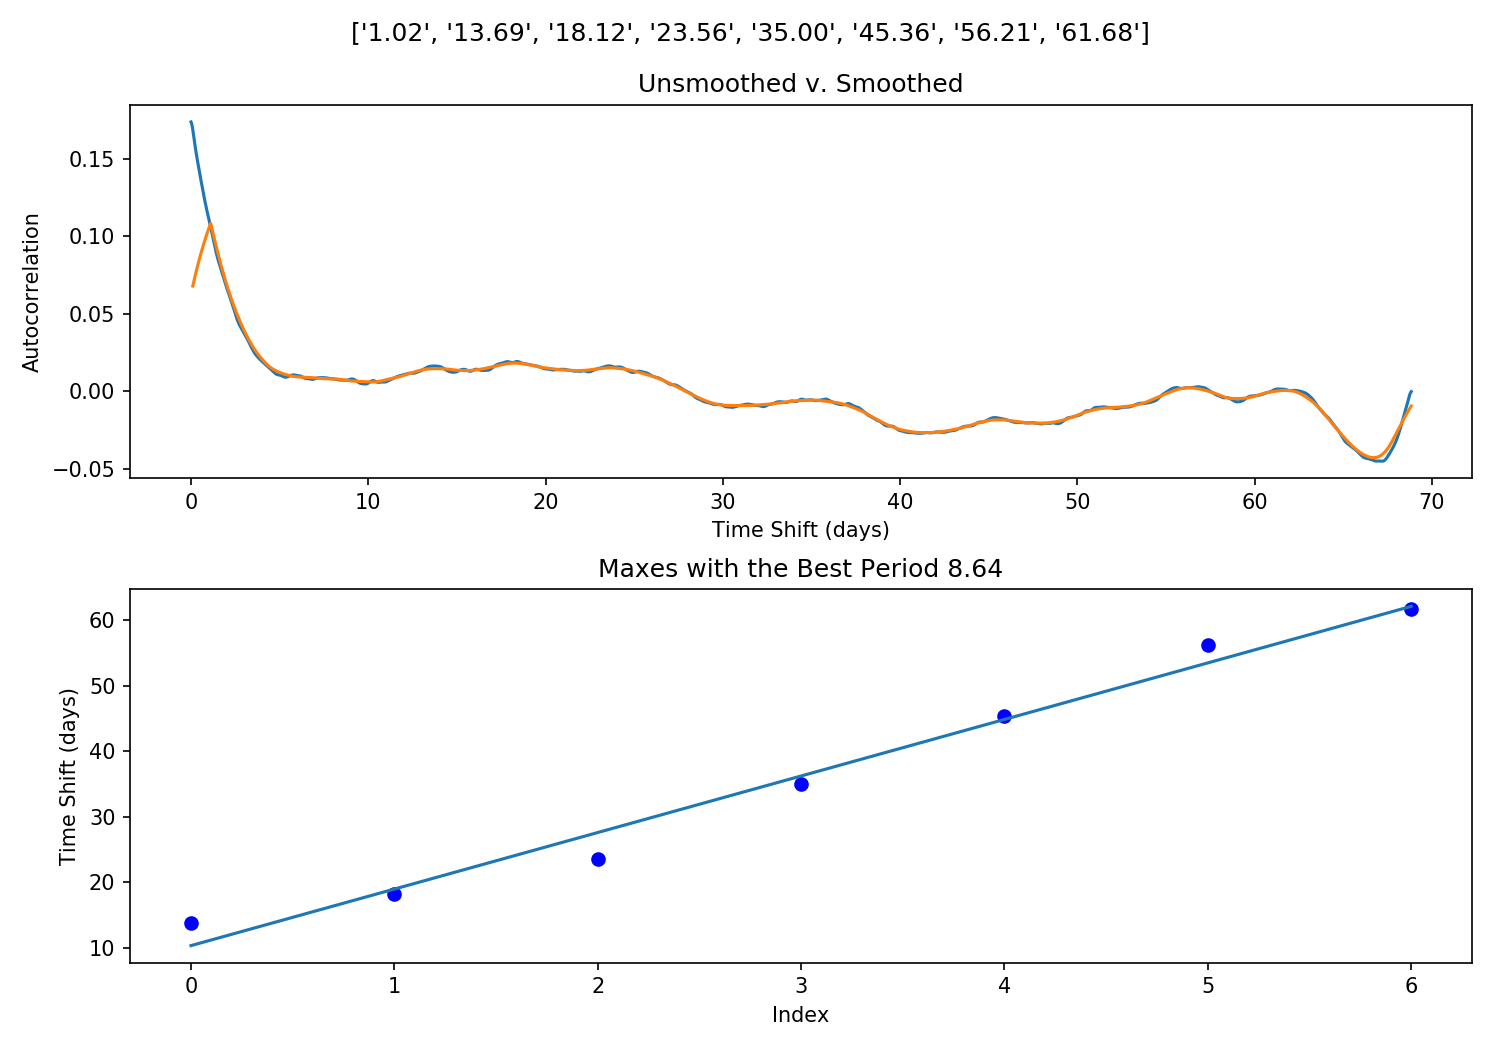 ['1.02', '13.69', '18.12', '23.56', '35.00', '45.36', '56.21', '61.68']
Unsmoothed v. Smoothed
Autocorrelation
0.15
0.10
0.05
0.00
−0.05
0 10 20 30 40 50 60 70
Time Shift (days)
Maxes with the Best Period 8.64
Time Shift (days)
60
50
40
30
20
10
0 1 2 3 4 5 6
Index